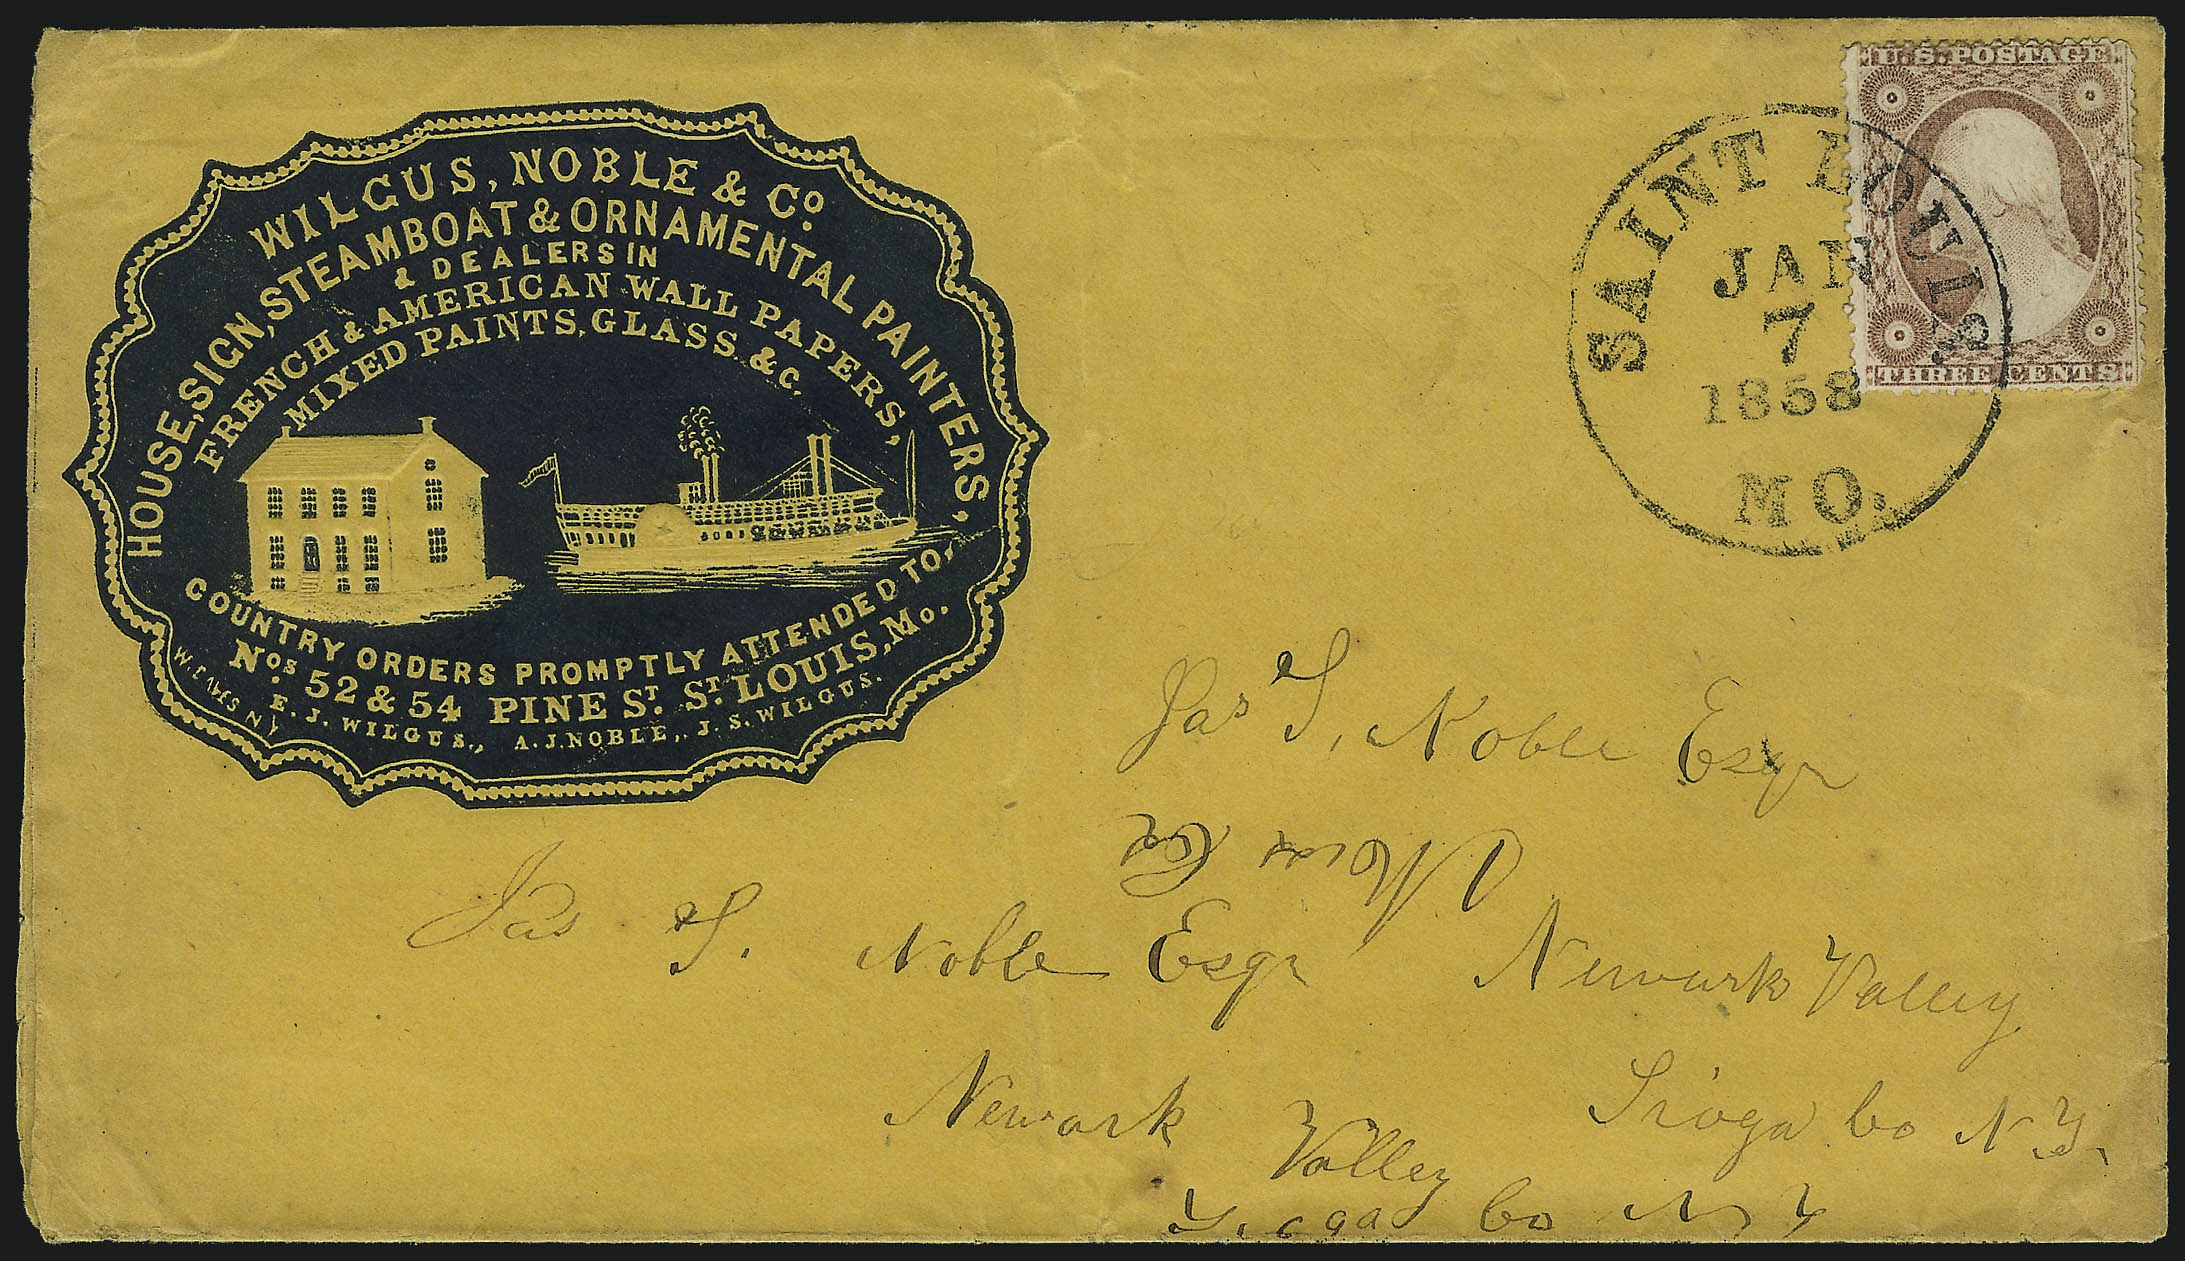 WILGUS, NOBLE & Co
HOUSE, SIGN, STEAMBOAT & ORNAMENTAL PAINTERS,
& DEALERS IN
FRENCH & AMERICAN WALL PAPERS,
MIXED PAINTS, GLASS &c.
COUNTRY ORDERS PROMPTLY ATTENDED TO,
Nos 52 & 54 PINE ST. ST LOUIS, Mo.
E. J. WILGUS., A. J. NOBLE,. J. S. WILGUS.
N.Y.
U.S. POSTAGE
THREE CENTS
SAINT LOUIS
JAN
7
1858
MO.
Jas S, Noble Esqr
Jas S. Noble Esqr
Newark Valley
Tioga Co N.Y.
Newark Valley
Tioga Co N Y